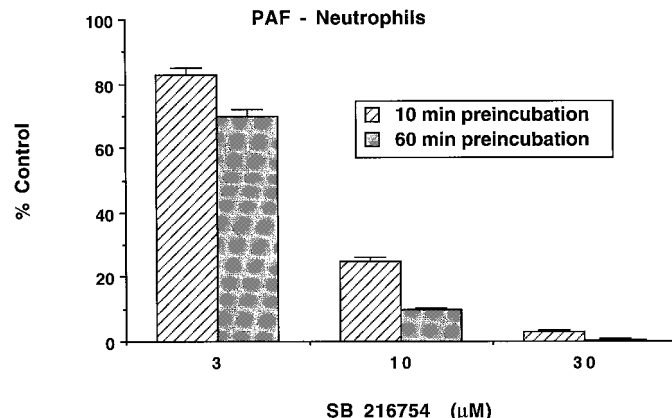 PAF - Neutrophils
100
80
60
40
20
0
% Control
10 min preincubation
60 min preincubation
3
10
30
SB 216754 (μM)